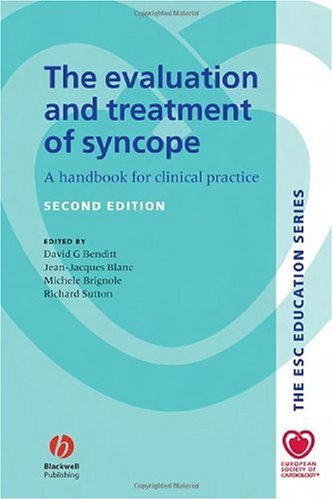 The evaluation
and treatment
of syncope
A handbook for clinical practice
SECOND EDITION
EDITED BY
David G Benditt
Jean-Jacques Blanc
Michele Brignole
Richard Sutton
Blackwell
Publishing
THE ESC EDUCATION SERIES
EUROPEAN
SOCIETY OF
CARDIOLOGY®